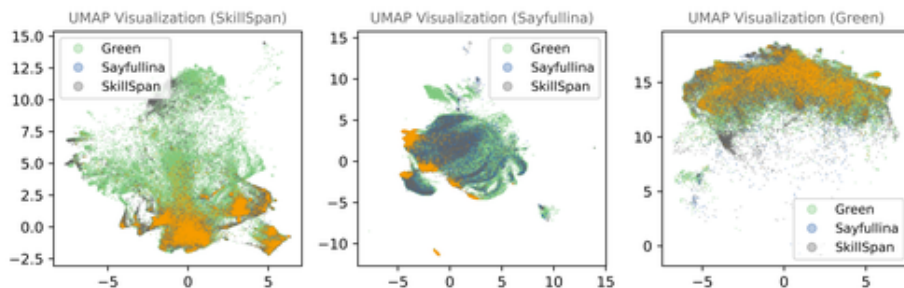 UMAP Visualization (SkillSpan)
15.0
12.5
10.0
7.5
5.0
2.5
0.0
−2.5
−5
0
5
Green
Sayfullina
SkillSpan
UMAP Visualization (Sayfullina)
15
10
5
0
−5
−10
−5
0
5
10
15
Green
Sayfullina
SkillSpan
UMAP Visualization (Green)
15
10
5
0
−5
0
5
Green
Sayfullina
SkillSpan